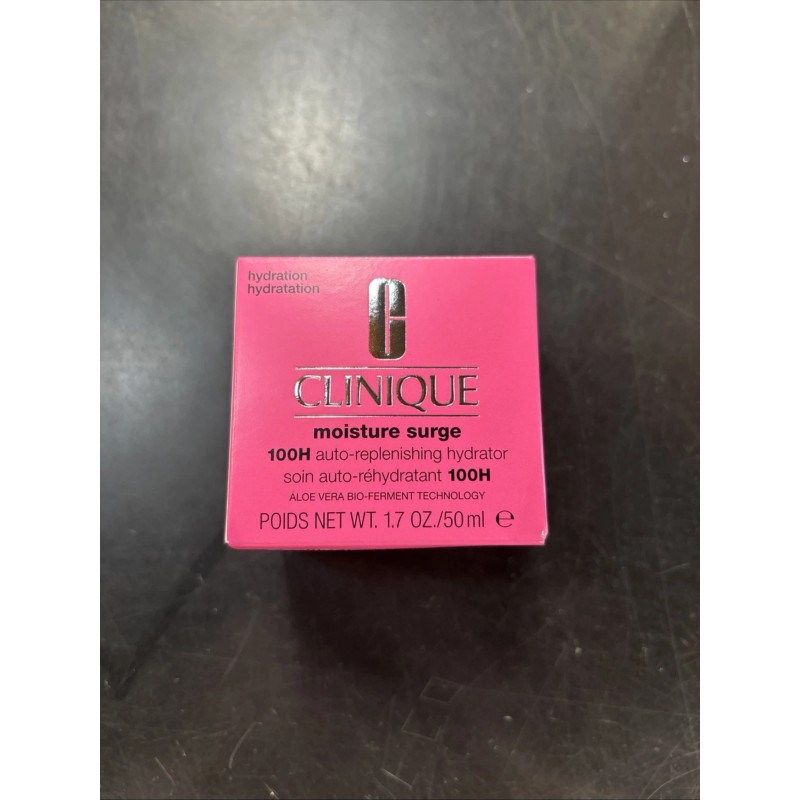 hydration
hydratation
C
CLINIQUE
moisture surge
100H auto-replenishing hydrator
soin auto-réhydratant 100H
ALOE VERA BIO-FERMENT TECHNOLOGY
POIDS NET WT. 1.7 OZ./50 ml ℮